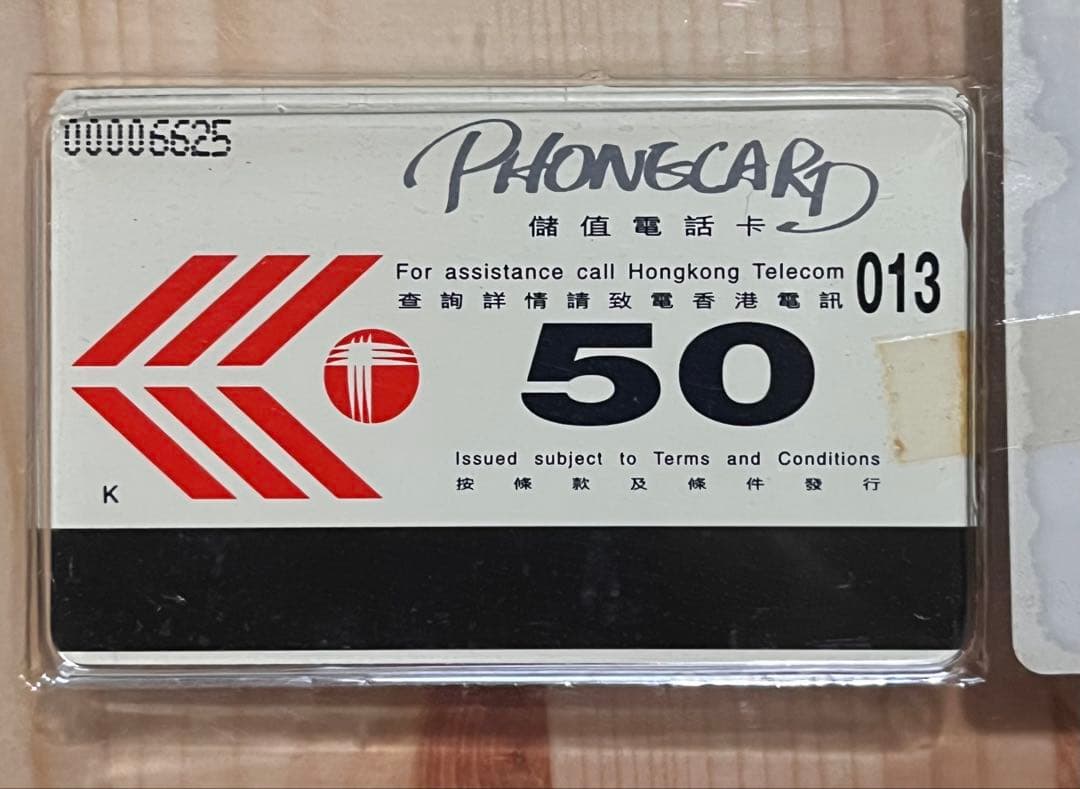 00006625
PHONECARD
儲值電話卡
For assistance call Hongkong Telecom 013
查詢詳情請致電香港電訊
50
Issued subject to Terms and Conditions
按條款及條件發行
K